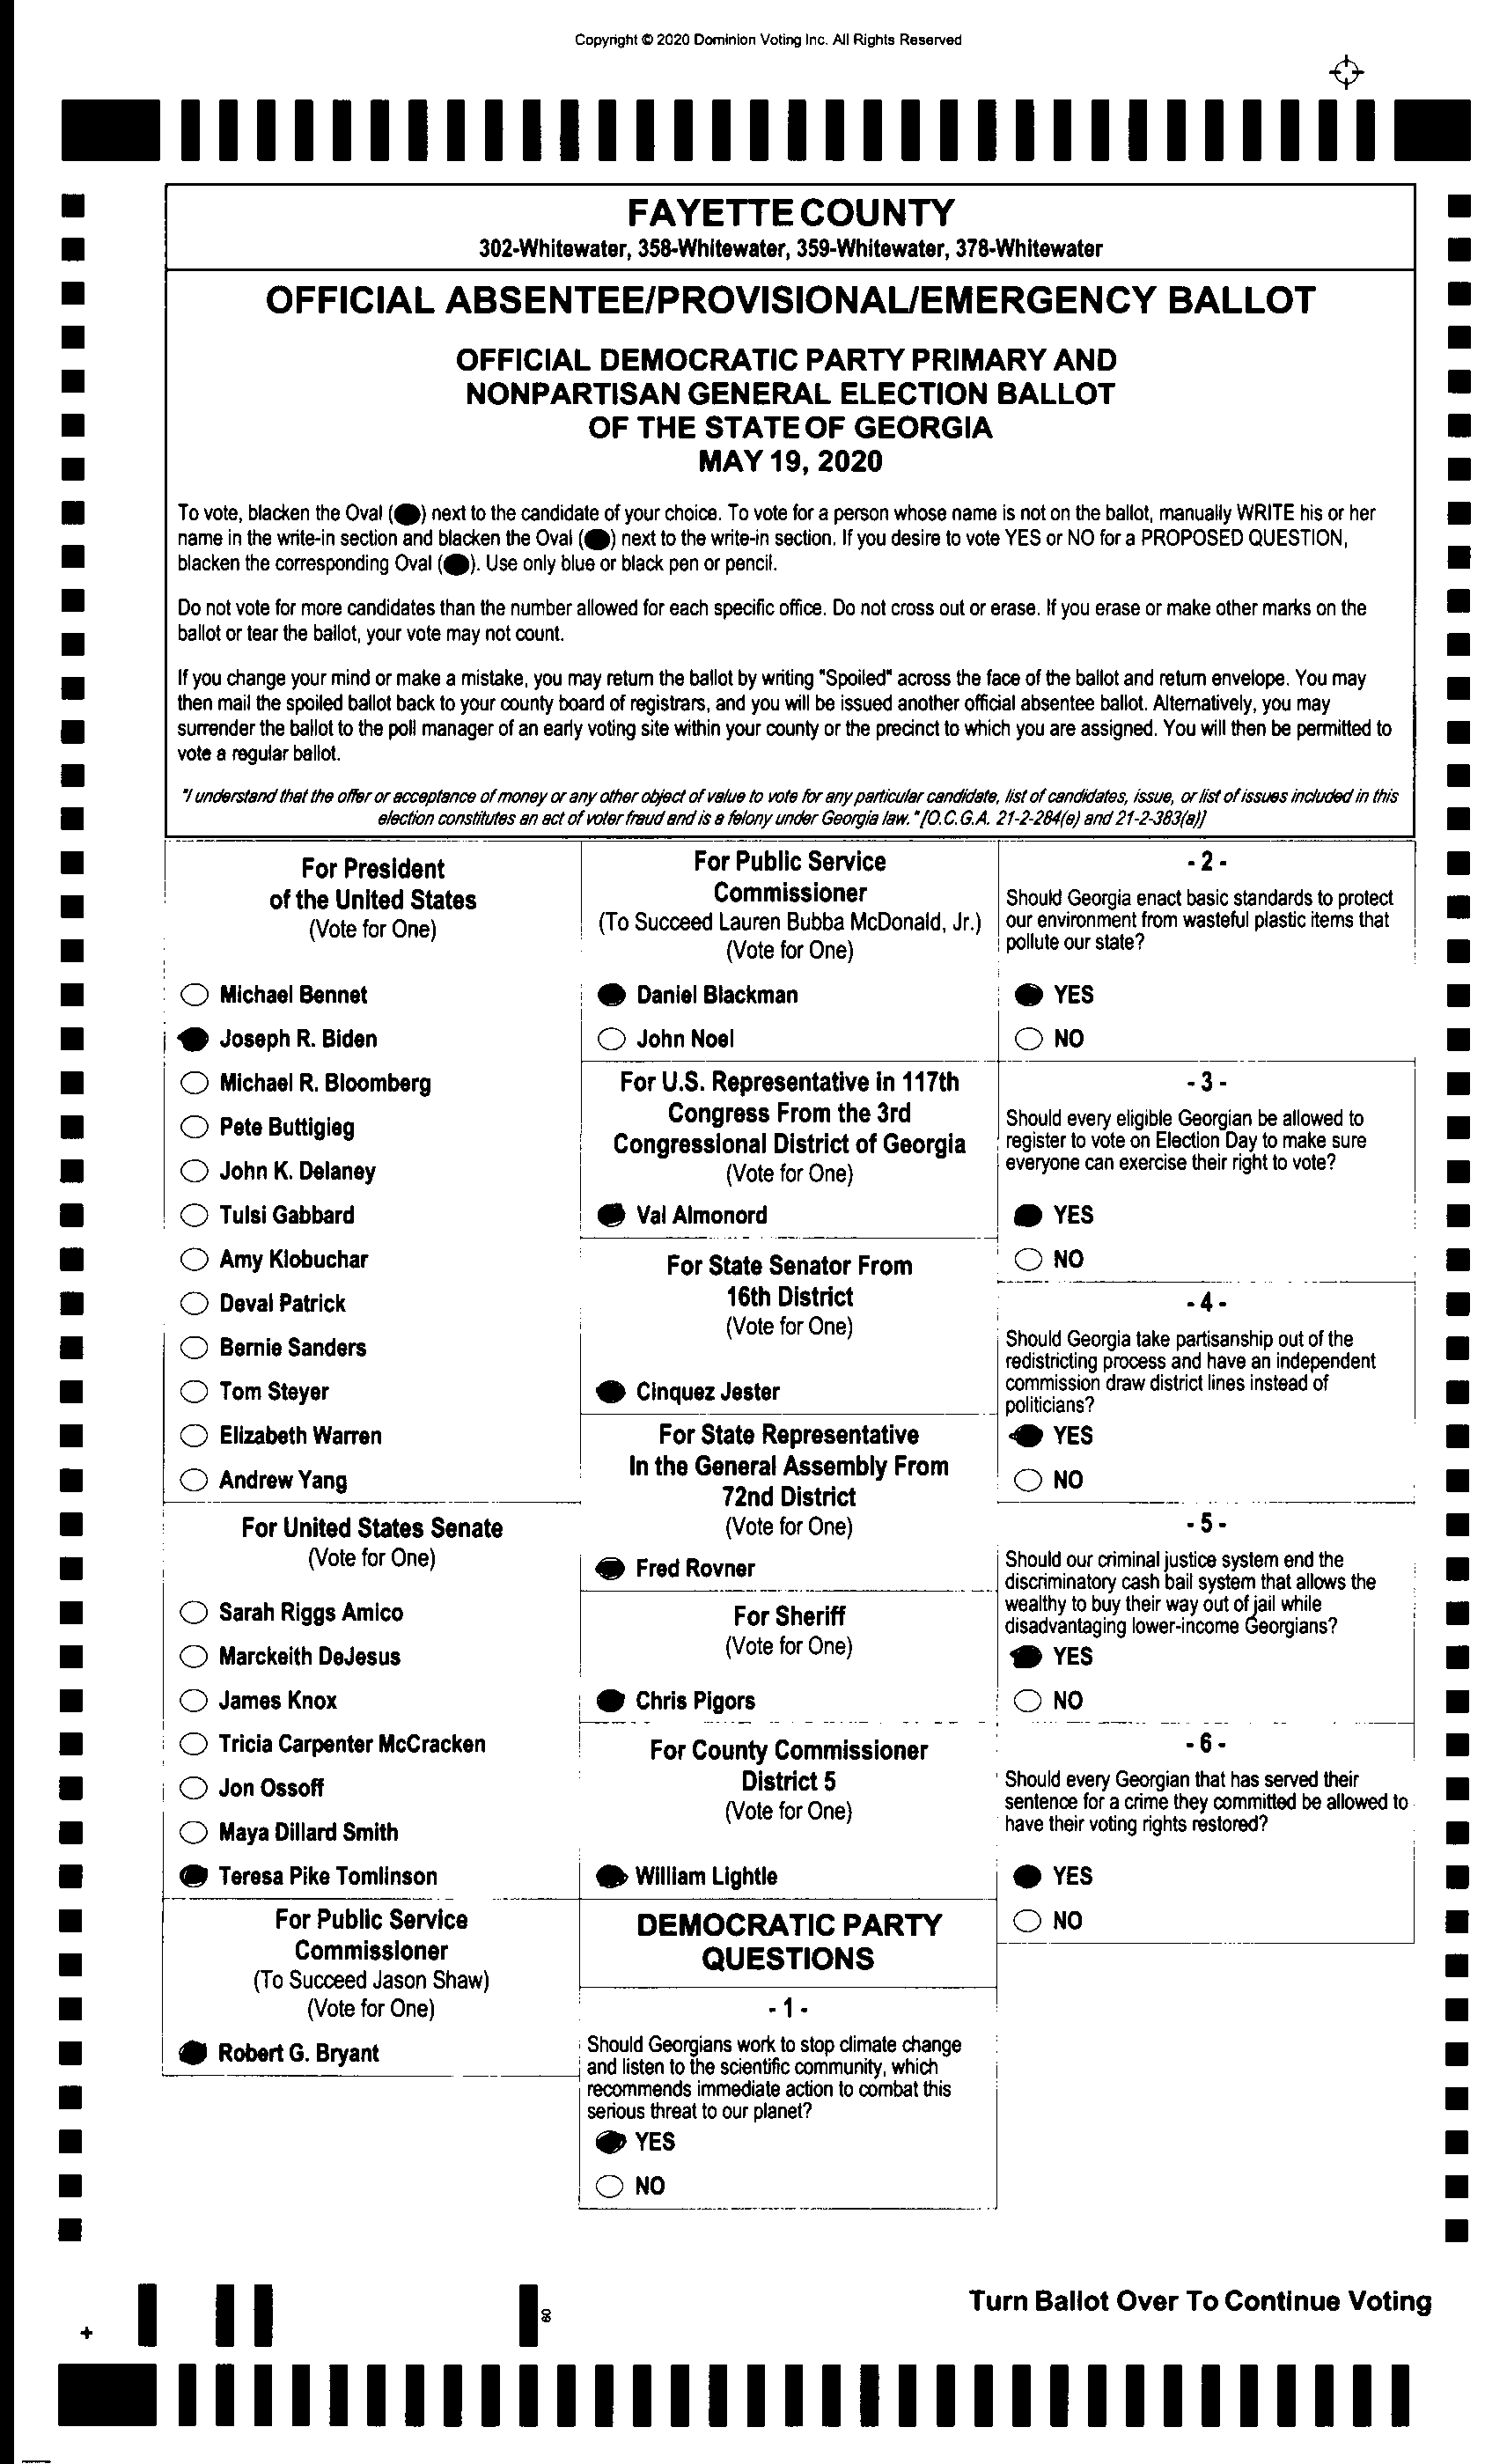 Copyright © 2020 Dominion Voting Inc. All Rights Reserved
FAYETTE COUNTY
302-Whitewater, 358-Whitewater, 359-Whitewater, 378-Whitewater
OFFICIAL ABSENTEE/PROVISIONAL/EMERGENCY BALLOT
OFFICIAL DEMOCRATIC PARTY PRIMARY AND
NONPARTISAN GENERAL ELECTION BALLOT
OF THE STATE OF GEORGIA
MAY 19, 2020
To vote, blacken the Oval ( ) next to the candidate of your choice. To vote for a person whose name is not on the ballot, manually WRITE his or her
name in the write-in section and blacken the Oval ( ) next to the write-in section. If you desire to vote YES or NO for a PROPOSED QUESTION,
blacken the corresponding Oval ( ). Use only blue or black pen or pencil.
Do not vote for more candidates than the number allowed for each specific office. Do not cross out or erase. If you erase or make other marks on the
ballot or tear the ballot, your vote may not count.
If you change your mind or make a mistake, you may return the ballot by writing "Spoiled" across the face of the ballot and return envelope. You may
then mail the spoiled ballot back to your county board of registrars, and you will be issued another official absentee ballot. Alternatively, you may
surrender the ballot to the poll manager of an early voting site within your county or the precinct to which you are assigned. You will then be permitted to
vote a regular ballot.
"I understand that the offer or acceptance of money or any other object of value to vote for any particular candidate, list of candidates, issue, or list of issues included in this
election constitutes an act of voter fraud and is a felony under Georgia law." [O.C.G.A. 21-2-284(e) and 21-2-383(a)]
For President
of the United States
(Vote for One)
Michael Bennet
Joseph R. Biden
Michael R. Bloomberg
Pete Buttigieg
John K. Delaney
Tulsi Gabbard
Amy Klobuchar
Deval Patrick
Bernie Sanders
Tom Steyer
Elizabeth Warren
Andrew Yang
For United States Senate
(Vote for One)
Sarah Riggs Amico
Marckeith DeJesus
James Knox
Tricia Carpenter McCracken
Jon Ossoff
Maya Dillard Smith
Teresa Pike Tomlinson
For Public Service
Commissioner
(To Succeed Jason Shaw)
(Vote for One)
Robert G. Bryant
For Public Service
Commissioner
(To Succeed Lauren Bubba McDonald, Jr.)
(Vote for One)
Daniel Blackman
John Noel
For U.S. Representative in 117th
Congress From the 3rd
Congressional District of Georgia
(Vote for One)
Val Almonord
For State Senator From
16th District
(Vote for One)
Cinquez Jester
For State Representative
In the General Assembly From
72nd District
(Vote for One)
Fred Rovner
For Sheriff
(Vote for One)
Chris Pigors
For County Commissioner
District 5
(Vote for One)
William Lightle
DEMOCRATIC PARTY
QUESTIONS
- 1 -
Should Georgians work to stop climate change
and listen to the scientific community, which
recommends immediate action to combat this
serious threat to our planet?
YES
NO
- 2 -
Should Georgia enact basic standards to protect
our environment from wasteful plastic items that
pollute our state?
YES
NO
- 3 -
Should every eligible Georgian be allowed to
register to vote on Election Day to make sure
everyone can exercise their right to vote?
YES
NO
- 4 -
Should Georgia take partisanship out of the
redistricting process and have an independent
commission draw district lines instead of
politicians?
YES
NO
- 5 -
Should our criminal justice system end the
discriminatory cash bail system that allows the
wealthy to buy their way out of jail while
disadvantaging lower-income Georgians?
YES
NO
- 6 -
Should every Georgian that has served their
sentence for a crime they committed be allowed to
have their voting rights restored?
YES
NO
Turn Ballot Over To Continue Voting